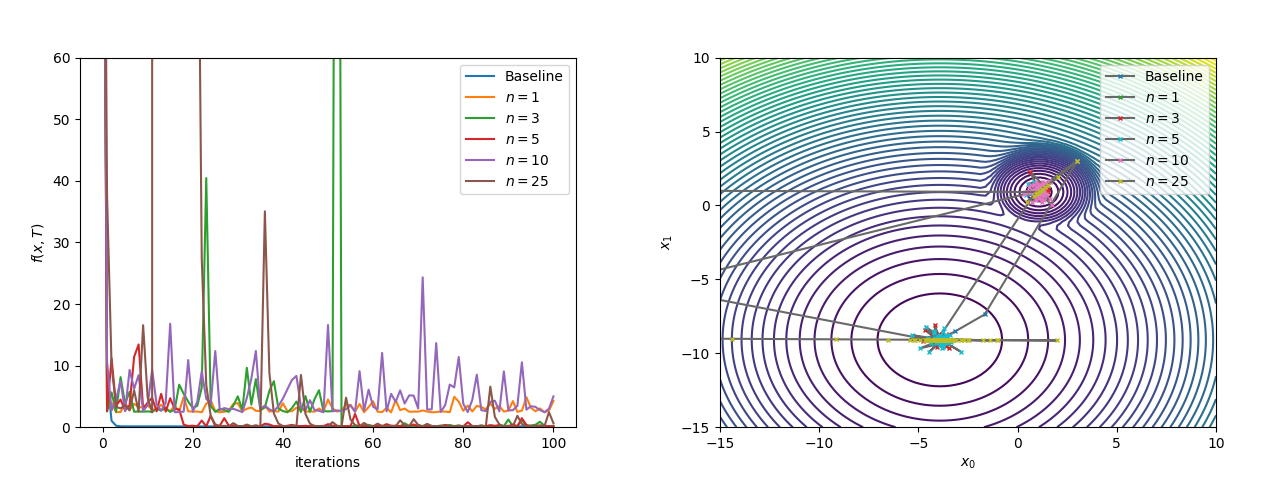 60
50
40
30
20
10
0
f(x, T)
0
20
40
60
80
100
iterations
Baseline
n = 1
n = 3
n = 5
n = 10
n = 25
10
5
0
−5
−10
−15
x₁
−15
−10
−5
0
5
10
x₀
Baseline
n = 1
n = 3
n = 5
n = 10
n = 25